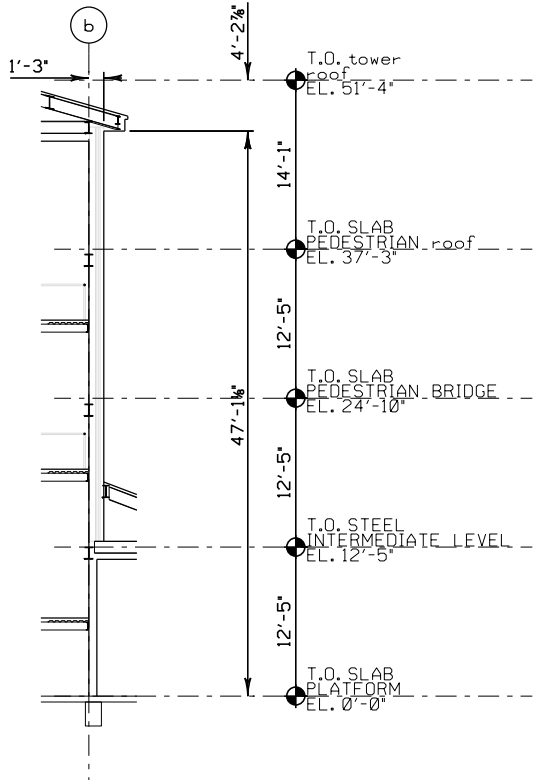 b
4'-2⅞"
1'-3"
T.O. tower
roof
EL. 51'-4"
14'-1"
T.O. SLAB
PEDESTRIAN roof
EL. 37'-3"
12'-5"
T.O. SLAB
PEDESTRIAN BRIDGE
EL. 24'-10"
47'-1⅛"
12'-5"
T.O. STEEL
INTERMEDIATE LEVEL
EL. 12'-5"
12'-5"
T.O. SLAB
PLATFORM
EL. 0'-0"